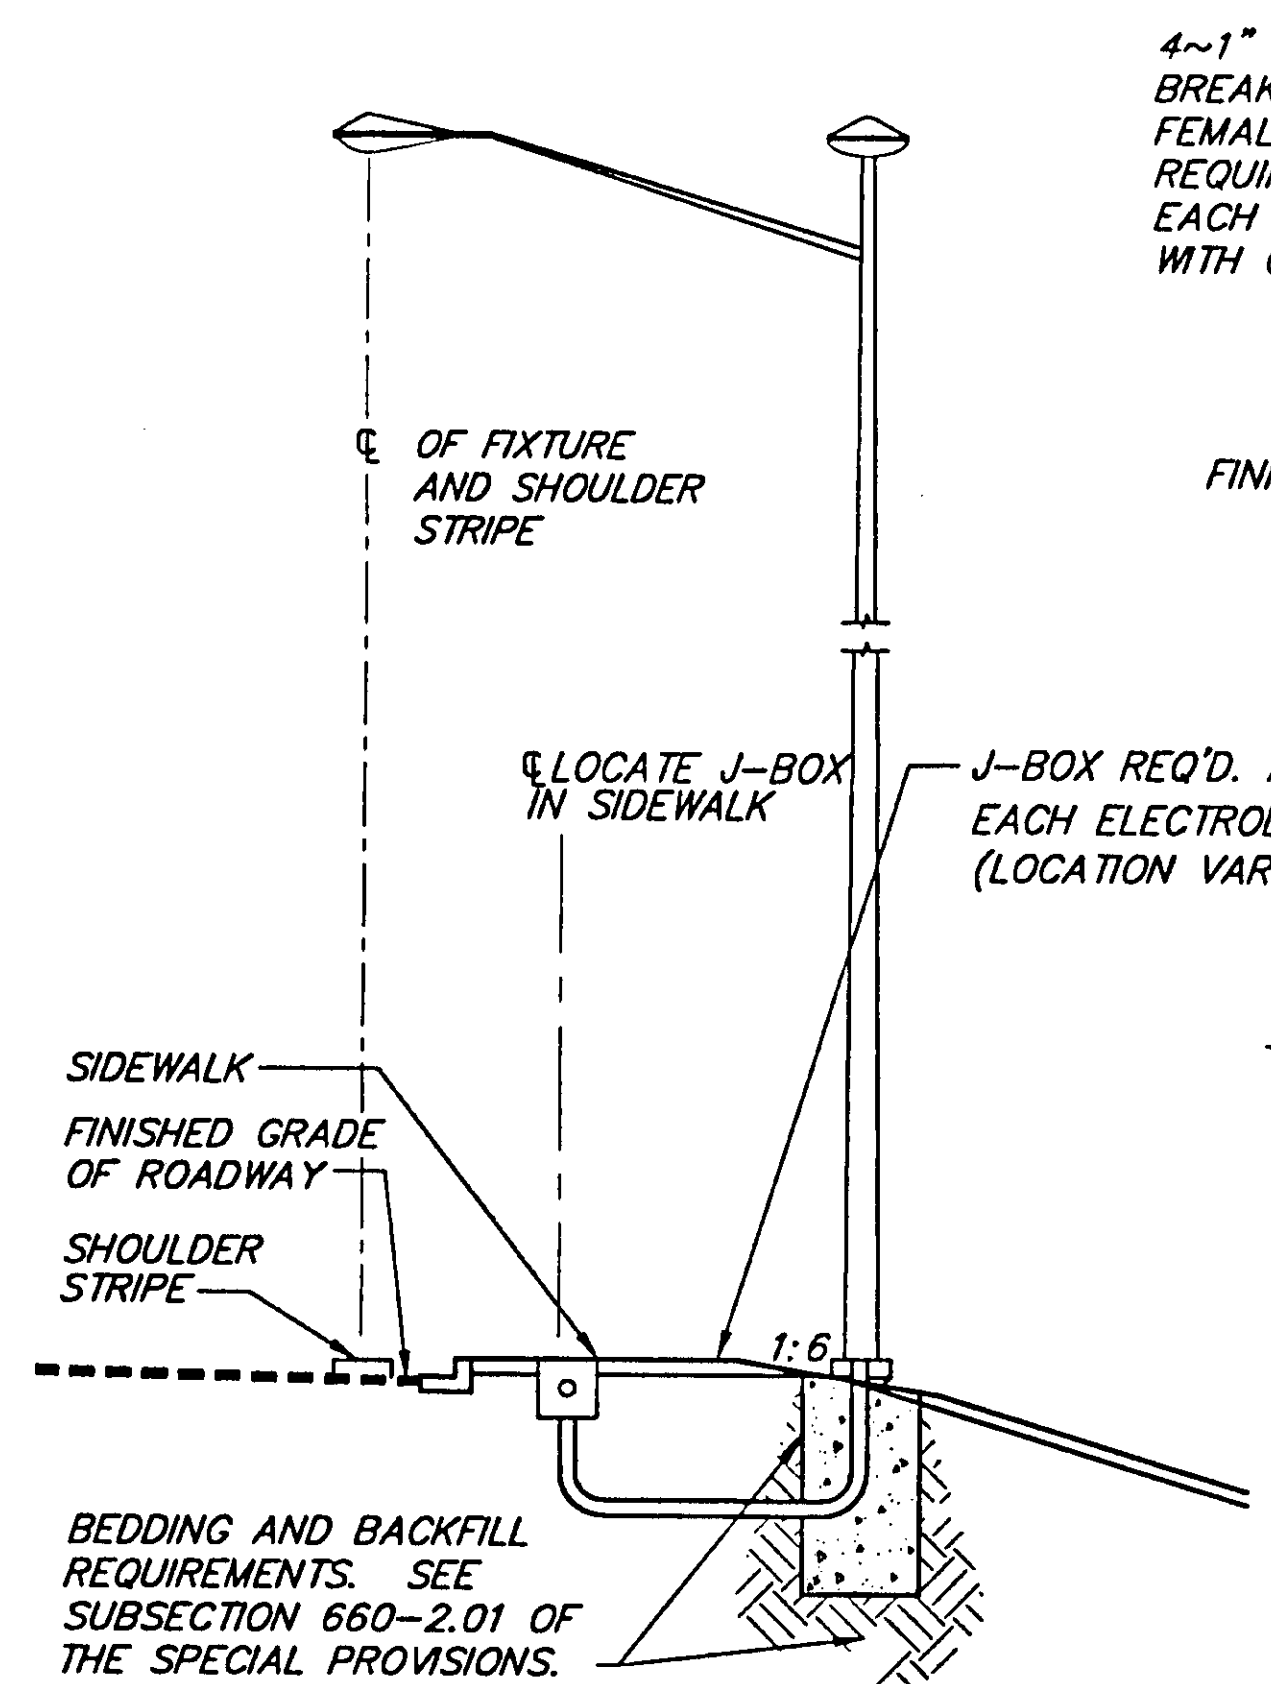 4~1"
BREAK
FEMAL
REQUI
EACH
WITH
℄ OF FIXTURE
AND SHOULDER
STRIPE
FIN
℄ LOCATE J-BOX
IN SIDEWALK
J-BOX REQ'D.
EACH ELECTROL
(LOCATION VAR
SIDEWALK
FINISHED GRADE
OF ROADWAY
SHOULDER
STRIPE
1:6
BEDDING AND BACKFILL
REQUIREMENTS. SEE
SUBSECTION 660-2.01 OF
THE SPECIAL PROVISIONS.